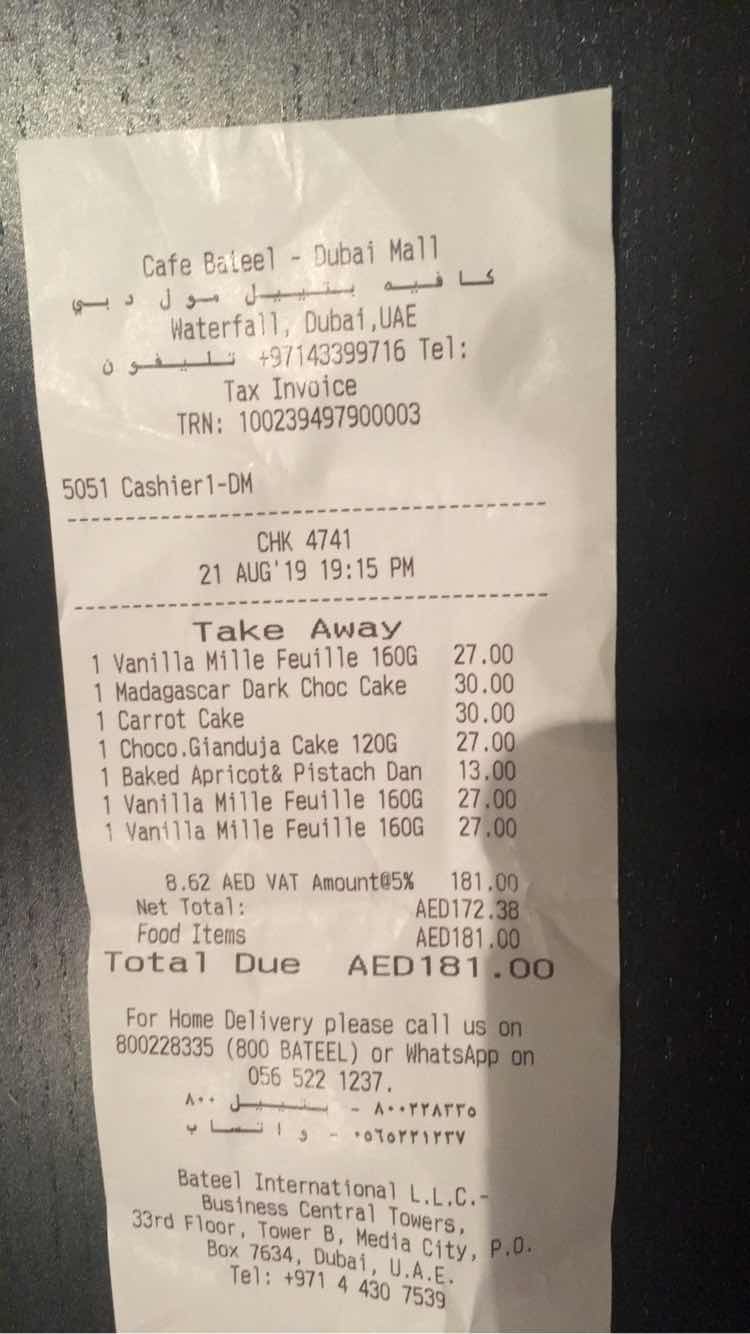 Cafe Bateel - Dubai Mall
كافيه بتييل مول دبي
Waterfall, Dubai,UAE
تليفون +97143399716 Tel:
Tax Invoice
TRN: 100239497900003
5051 Cashier1-DM
CHK 4741
21 AUG'19 19:15 PM
Take Away
1 Vanilla Mille Feuille 160G 27.00
1 Madagascar Dark Choc Cake 30.00
1 Carrot Cake 30.00
1 Choco.Gianduja Cake 120G 27.00
1 Baked Apricot& Pistach Dan 13.00
1 Vanilla Mille Feuille 160G 27.00
1 Vanilla Mille Feuille 160G 27.00
8.62 AED VAT Amount@5% 181.00
Net Total: AED172.38
Food Items AED181.00
Total Due AED181.00
For Home Delivery please call us on
800228335 (800 BATEEL) or WhatsApp on
056 522 1237.
٨٠٠٢٢٨٣٣٥ - بتييل ٨٠٠
٠٥٦٥٢٢١٢٣٧ - واتساب
Bateel International L.L.C.-
Business Central Towers,
33rd Floor, Tower B, Media City, P.O.
Box 7634, Dubai, U.A.E.
Tel: +971 4 430 7539